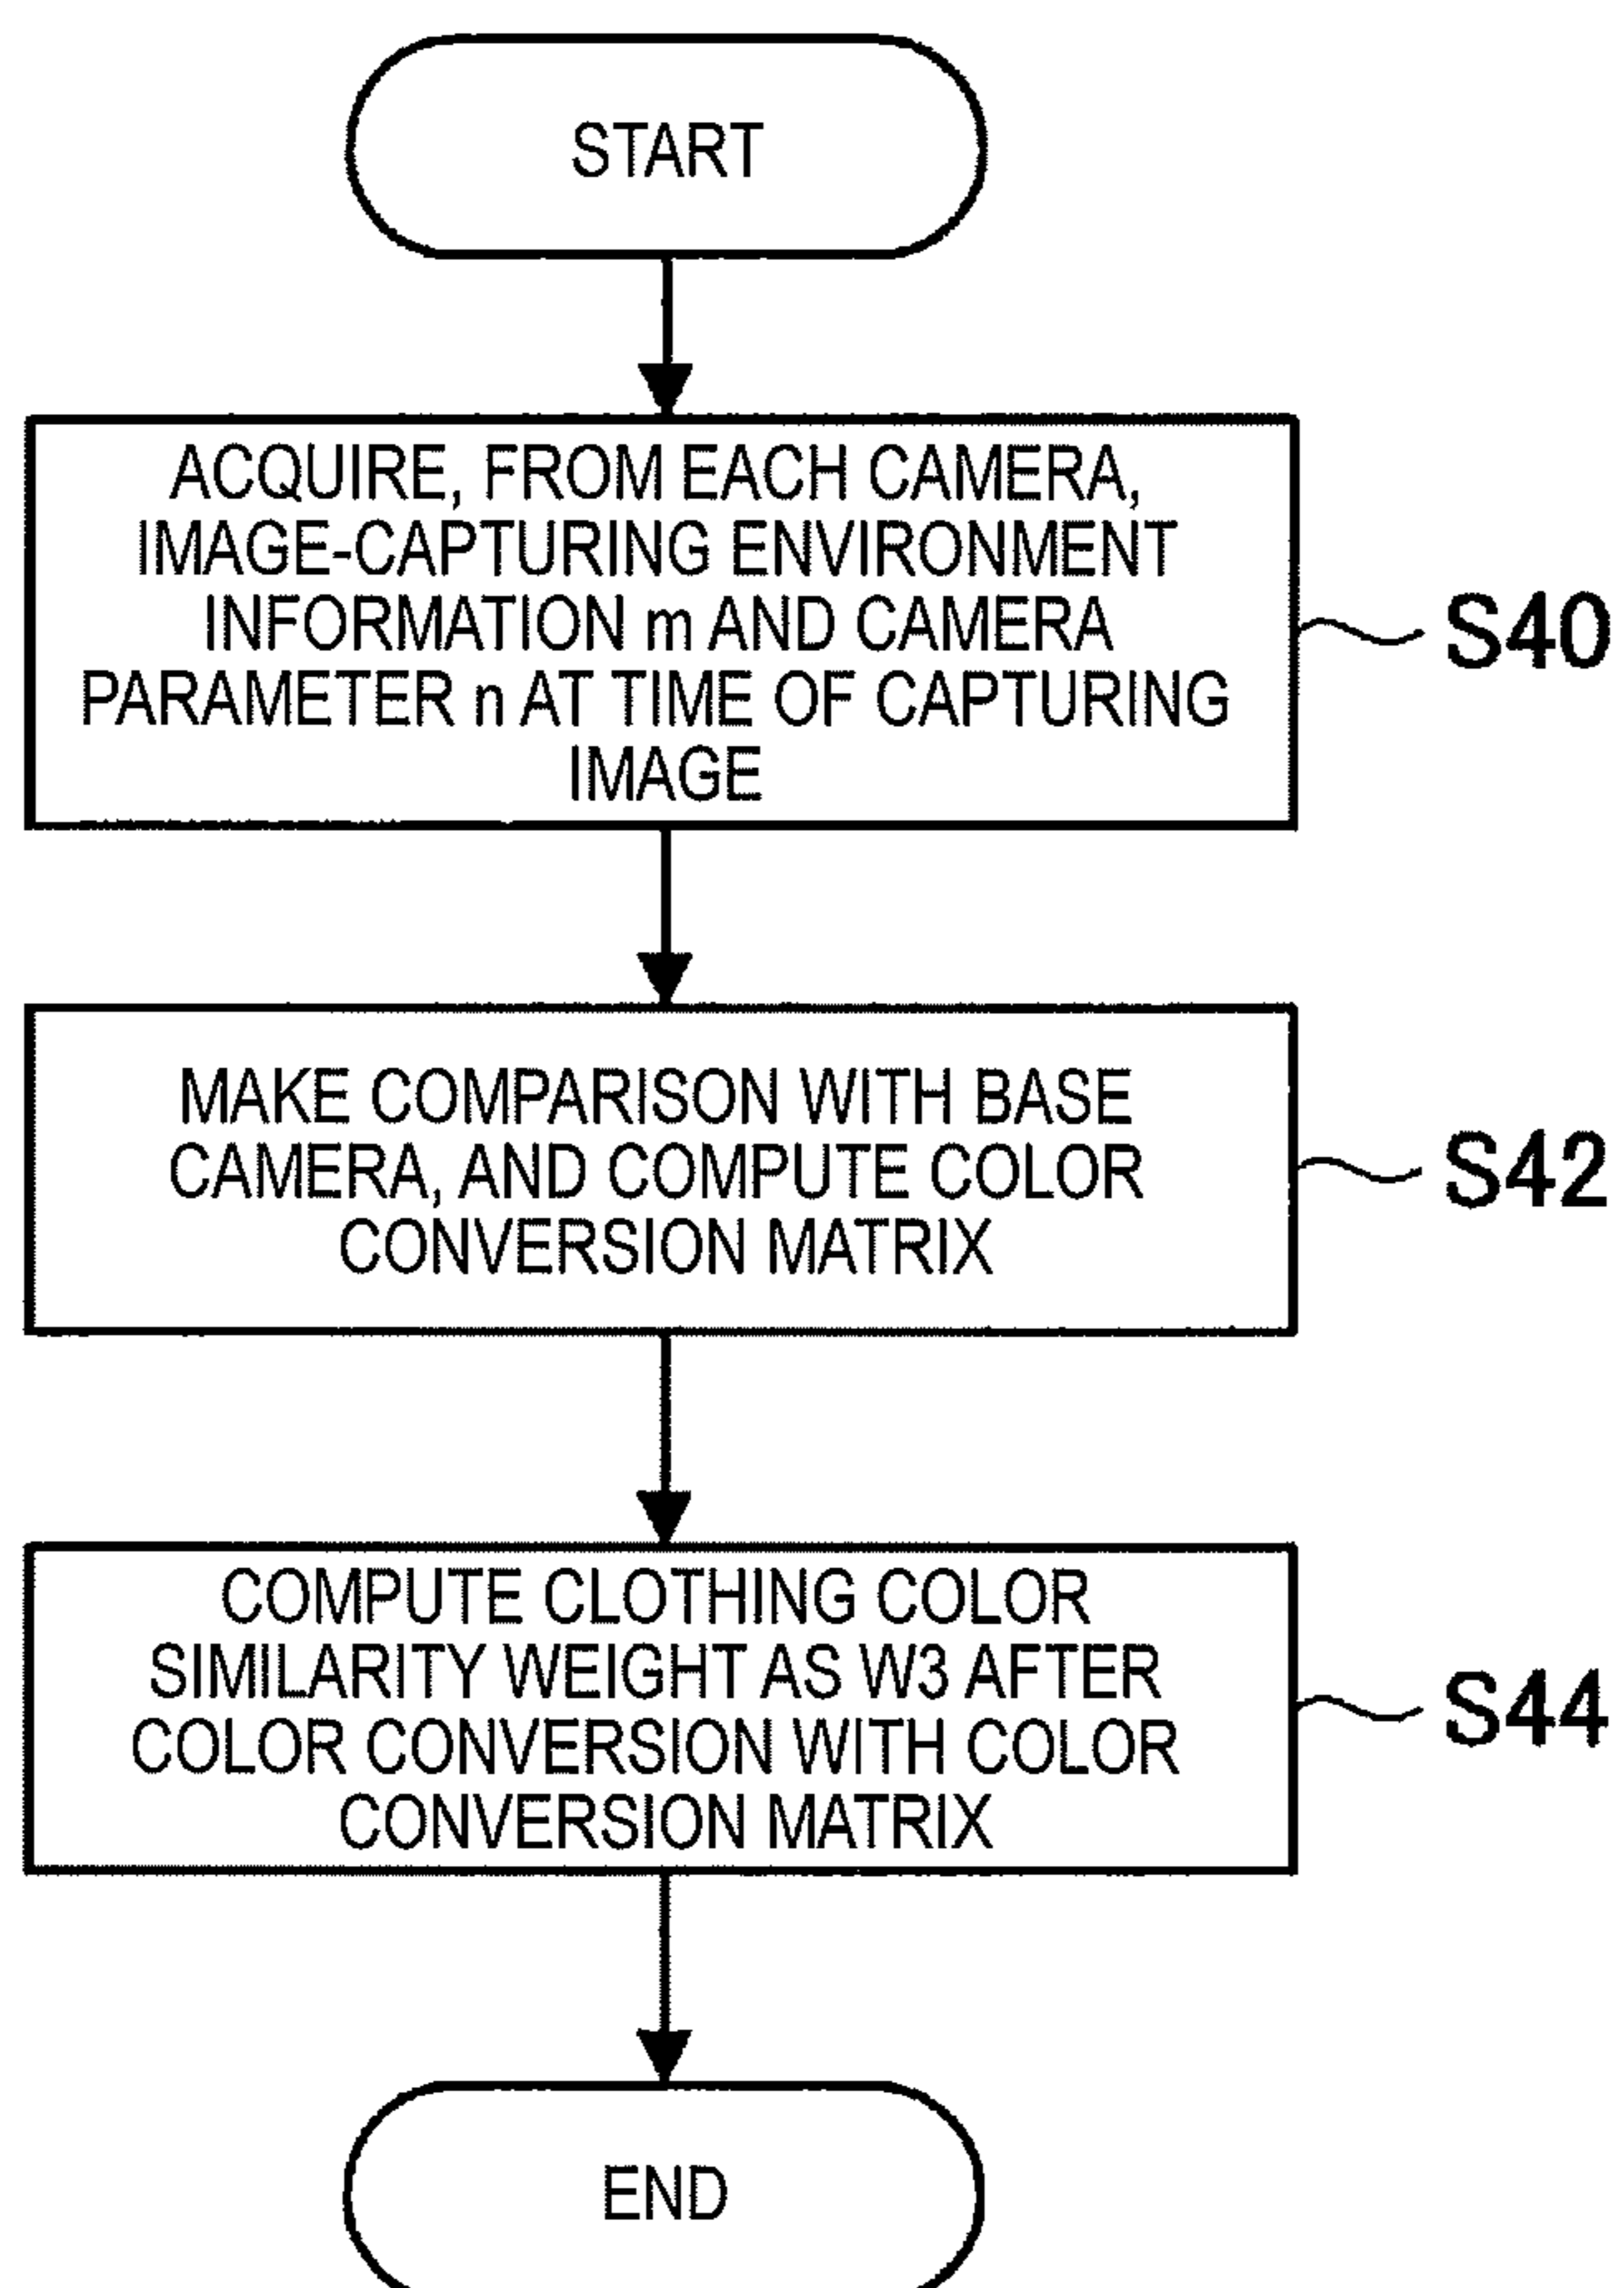 START
ACQUIRE, FROM EACH CAMERA,
IMAGE-CAPTURING ENVIRONMENT
INFORMATION m AND CAMERA
PARAMETER n AT TIME OF CAPTURING
IMAGE
S40
MAKE COMPARISON WITH BASE
CAMERA, AND COMPUTE COLOR
CONVERSION MATRIX
S42
COMPUTE CLOTHING COLOR
SIMILARITY WEIGHT AS W3 AFTER
COLOR CONVERSION WITH COLOR
CONVERSION MATRIX
S44
END